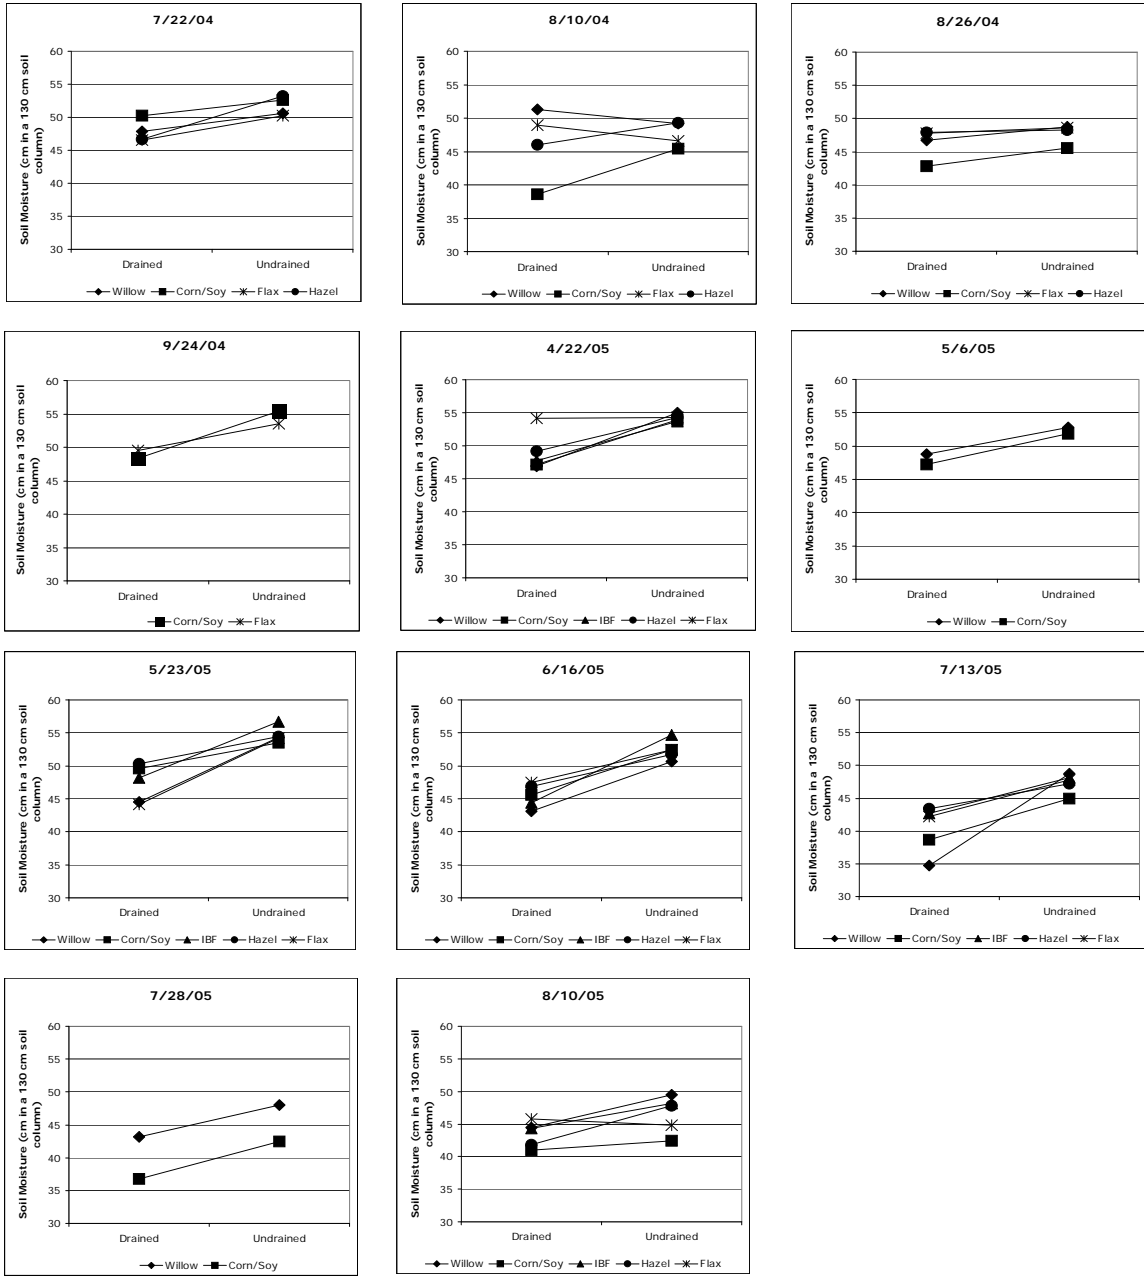 7/22/04
Soil Moisture (cm in a 130 cm soil
column)
60
55
50
45
40
35
30
Drained Undrained
Willow Corn/Soy Flax Hazel
8/10/04
Soil Moisture (cm in a 130 cm soil
column)
60
55
50
45
40
35
30
Drained Undrained
Willow Corn/Soy Flax Hazel
8/26/04
Soil Moisture (cm in a 130 cm soil
column)
60
55
50
45
40
35
30
Drained Undrained
Willow Corn/Soy Flax Hazel
9/24/04
Soil Moisture (cm in a 130 cm soil
column)
60
55
50
45
40
35
30
Drained Undrained
Corn/Soy Flax
4/22/05
Soil Moisture (cm in a 130 cm soil
column)
60
55
50
45
40
35
30
Drained Undrained
Willow Corn/Soy IBF Hazel Flax
5/6/05
Soil Moisture (cm in a 130 cm soil
column)
60
55
50
45
40
35
30
Drained Undrained
Willow Corn/Soy
5/23/05
Soil Moisture (cm in a 130 cm soil
column)
60
55
50
45
40
35
30
Drained Undrained
Willow Corn/Soy IBF Hazel Flax
6/16/05
Soil Moisture (cm in a 130 cm soil
column)
60
55
50
45
40
35
30
Drained Undrained
Willow Corn/Soy IBF Hazel Flax
7/13/05
Soil Moisture (cm in a 130 cm soil
column)
60
55
50
45
40
35
30
Drained Undrained
Willow Corn/Soy IBF Hazel Flax
7/28/05
Soil Moisture (cm in a 130 cm soil
column)
60
55
50
45
40
35
30
Drained Undrained
Willow Corn/Soy
8/10/05
Soil Moisture (cm in a 130 cm soil
column)
60
55
50
45
40
35
30
Drained Undrained
Willow Corn/Soy IBF Hazel Flax